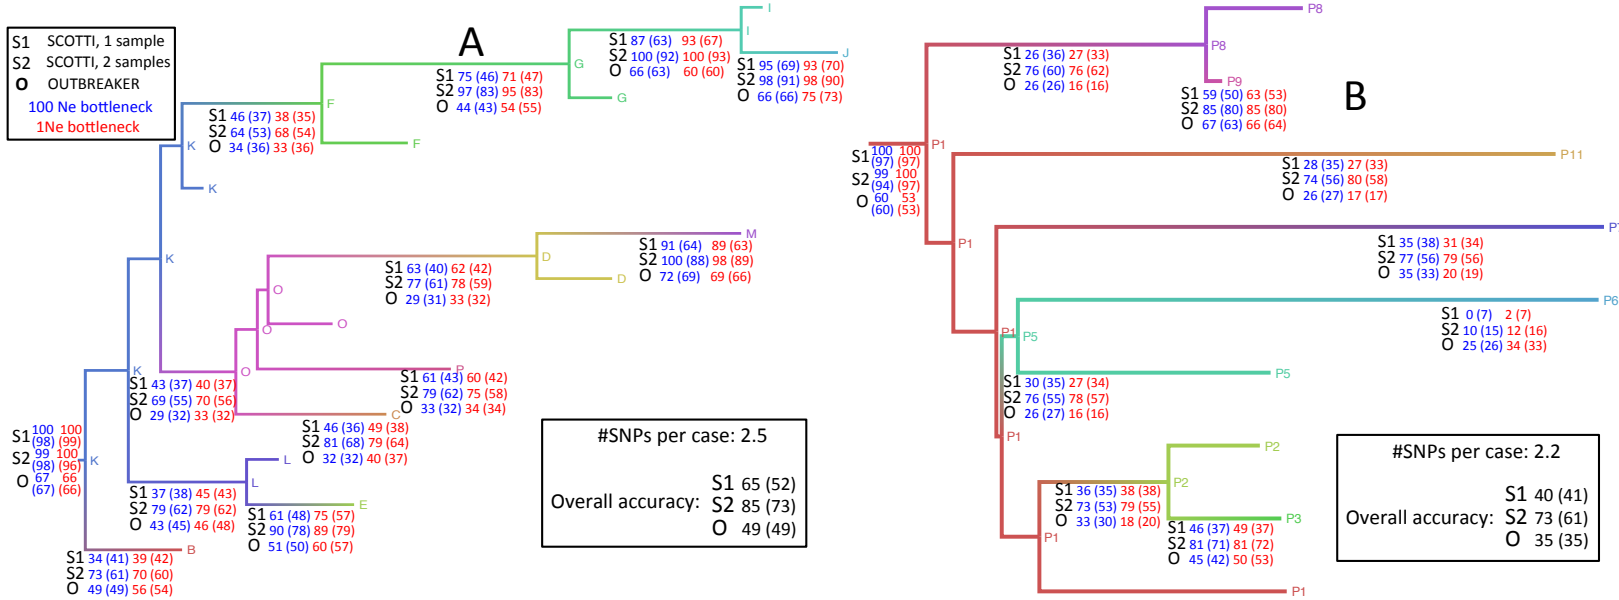 S1 SCOTTI, 1 sample
S2 SCOTTI, 2 samples
O OUTBREAKER
100 Ne bottleneck
1Ne bottleneck
A
I
I
J
S1 87 (63) 93 (67)
S2 100 (92) 100 (93)
O 66 (63) 60 (60)
S1 95 (69) 93 (70)
S2 98 (91) 98 (90)
O 66 (66) 75 (73)
G
G
S1 75 (46) 71 (47)
S2 97 (83) 95 (83)
O 44 (43) 54 (55)
F
F
S1 46 (37) 38 (35)
S2 64 (53) 68 (54)
O 34 (36) 33 (36)
K
K
K
M
S1 91 (64) 89 (63)
S2 100 (88) 98 (89)
O 72 (69) 69 (66)
D
D
S1 63 (40) 62 (42)
S2 77 (61) 78 (59)
O 29 (31) 33 (32)
O
O
O
O
P
S1 61 (43) 60 (42)
S2 79 (62) 75 (58)
O 33 (32) 34 (34)
K
S1 43 (37) 40 (37)
S2 69 (55) 70 (56)
O 29 (32) 33 (32)
C
S1 46 (36) 49 (38)
S2 81 (68) 79 (64)
O 32 (32) 40 (37)
K
S1 100 100
(98) (99)
S2 99 100
(98) (96)
O 67 66
(67) (66)
L
L
E
S1 37 (38) 45 (43)
S2 79 (62) 79 (62)
O 43 (45) 46 (48)
S1 61 (48) 75 (57)
S2 90 (78) 89 (79)
O 51 (50) 60 (57)
B
S1 34 (41) 39 (42)
S2 73 (61) 70 (60)
O 49 (49) 56 (54)
#SNPs per case: 2.5
Overall accuracy:
S1 65 (52)
S2 85 (73)
O 49 (49)
B
P8
P8
P9
S1 26 (36) 27 (33)
S2 76 (60) 76 (62)
O 26 (26) 16 (16)
S1 59 (50) 63 (53)
S2 85 (80) 85 (80)
O 67 (63) 66 (64)
P1
S1 100 100
(97) (97)
S2 99 100
(94) (97)
O 60 53
(60) (53)
P11
S1 28 (35) 27 (33)
S2 74 (56) 80 (58)
O 26 (27) 17 (17)
P1
S1 35 (38) 31 (34)
S2 77 (56) 79 (56)
O 35 (33) 20 (19)
P6
S1 0 (7) 2 (7)
S2 10 (15) 12 (16)
O 25 (26) 34 (33)
P1
P5
P5
S1 30 (35) 27 (34)
S2 76 (55) 78 (57)
O 26 (27) 16 (16)
P1
P2
P2
S1 36 (35) 38 (38)
S2 73 (53) 79 (55)
O 33 (30) 18 (20)
P3
S1 46 (37) 49 (37)
S2 81 (71) 81 (72)
O 45 (42) 50 (53)
P1
P1
#SNPs per case: 2.2
Overall accuracy:
S1 40 (41)
S2 73 (61)
O 35 (35)